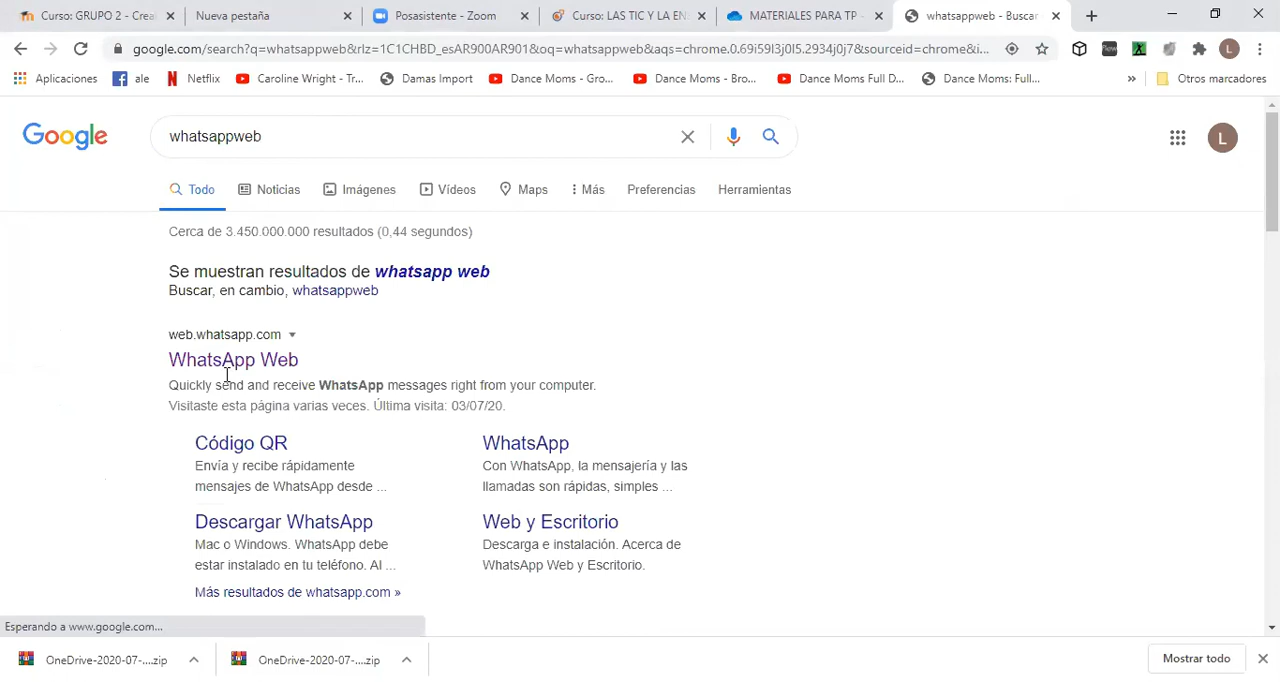 Curso: GRUPO 2 - Crea
Nueva pestaña
Posasistente - Zoom
Curso: LAS TIC Y LA EN
MATERIALES PARA TP -
whatsappweb - Buscar
google.com/search?q=whatsappweb&rlz=1C1CHBD_esAR900AR901&oq=whatsappweb&aqs=chrome.0.69i59l3j0l5.2934j0j7&sourceid=chrome&i...
Aplicaciones
ale
Netflix
Caroline Wright - Tr...
Damas Import
Dance Moms - Gro...
Dance Moms - Bro...
Dance Moms Full D...
Dance Moms: Full...
»
Otros marcadores
Google
whatsappweb
L
Todo
Noticias
Imágenes
Vídeos
Maps
Más
Preferencias
Herramientas
Cerca de 3.450.000.000 resultados (0,44 segundos)
Se muestran resultados de whatsapp web
Buscar, en cambio, whatsappweb
web.whatsapp.com
WhatsApp Web
Quickly send and receive WhatsApp messages right from your computer.
Visitaste esta página varias veces. Última visita: 03/07/20.
Código QR
Envía y recibe rápidamente
mensajes de WhatsApp desde ...
WhatsApp
Con WhatsApp, la mensajería y las
llamadas son rápidas, simples ...
Descargar WhatsApp
Mac o Windows. WhatsApp debe
estar instalado en tu teléfono. Al ...
Web y Escritorio
Descarga e instalación. Acerca de
WhatsApp Web y Escritorio.
Más resultados de whatsapp.com »
Esperando a www.google.com...
OneDrive-2020-07-....zip
OneDrive-2020-07-....zip
Mostrar todo